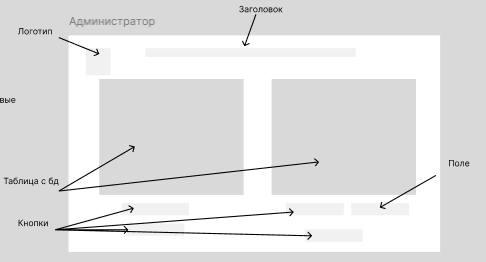 Заголовок
Администратор
Логотип
вые
Поле
Таблица с бд
Кнопки